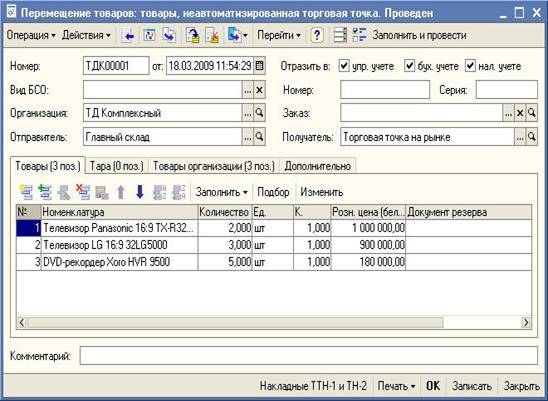 Перемещение товаров: товары, неавтоматизированная торговая точка. Проведен
Операция Действия Перейти Заполнить и провести
Номер: ТДК00001 от: 18.03.2009 11:54:29 Отразить в: упр. учете бух. учете нал. учете
Вид БСО: Номер: Серия:
Организация: ТД Комплексный Заказ:
Отправитель: Главный склад Получатель: Торговая точка на рынке
Товары (3 поз.) Тара (0 поз.) Товары организации (3 поз.) Дополнительно
Заполнить Подбор Изменить
№ Номенклатура Количество Ед. К. Розн. цена (бел... Документ резерва
1 Телевизор Panasonic 16:9 TX-R32... 2,000 шт 1,000 1 000 000,00
2 Телевизор LG 16:9 32LG5000 3,000 шт 1,000 900 000,00
3 DVD-рекордер Xoro HVR 9500 5,000 шт 1,000 180 000,00
Комментарий:
Накладные ТТН-1 и ТН-2 Печать OK Записать Закрыть